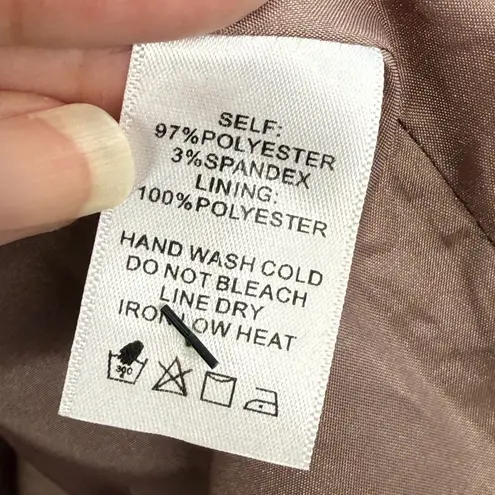 SELF:
97%POLYESTER
3%SPANDEX
LINING:
100%POLYESTER
HAND WASH COLD
DO NOT BLEACH
LINE DRY
IRON LOW HEAT
300